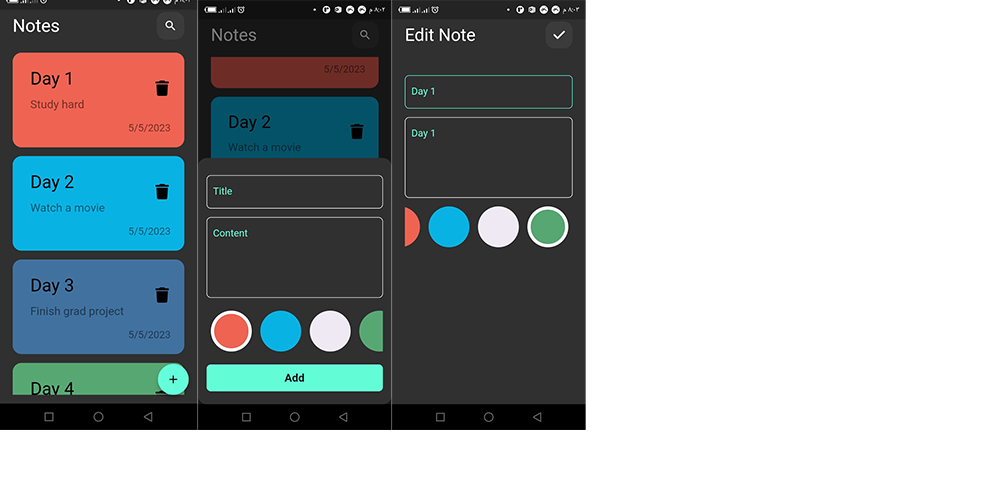 Notes
Day 1
Study hard
5/5/2023
Day 2
Watch a movie
5/5/2023
Day 3
Finish grad project
5/5/2023
Day 4
+
Notes
5/5/2023
Day 2
Watch a movie
Title
Content
Add
٨:٠٢ م
Edit Note
Day 1
Day 1